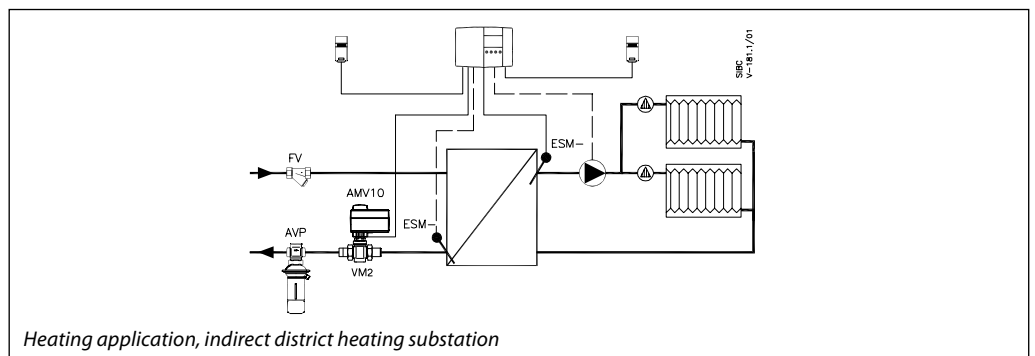 SIBC
V-181.1/01
ESM-
FV
AMV10
ESM-
AVP
VM2
Heating application, indirect district heating substation